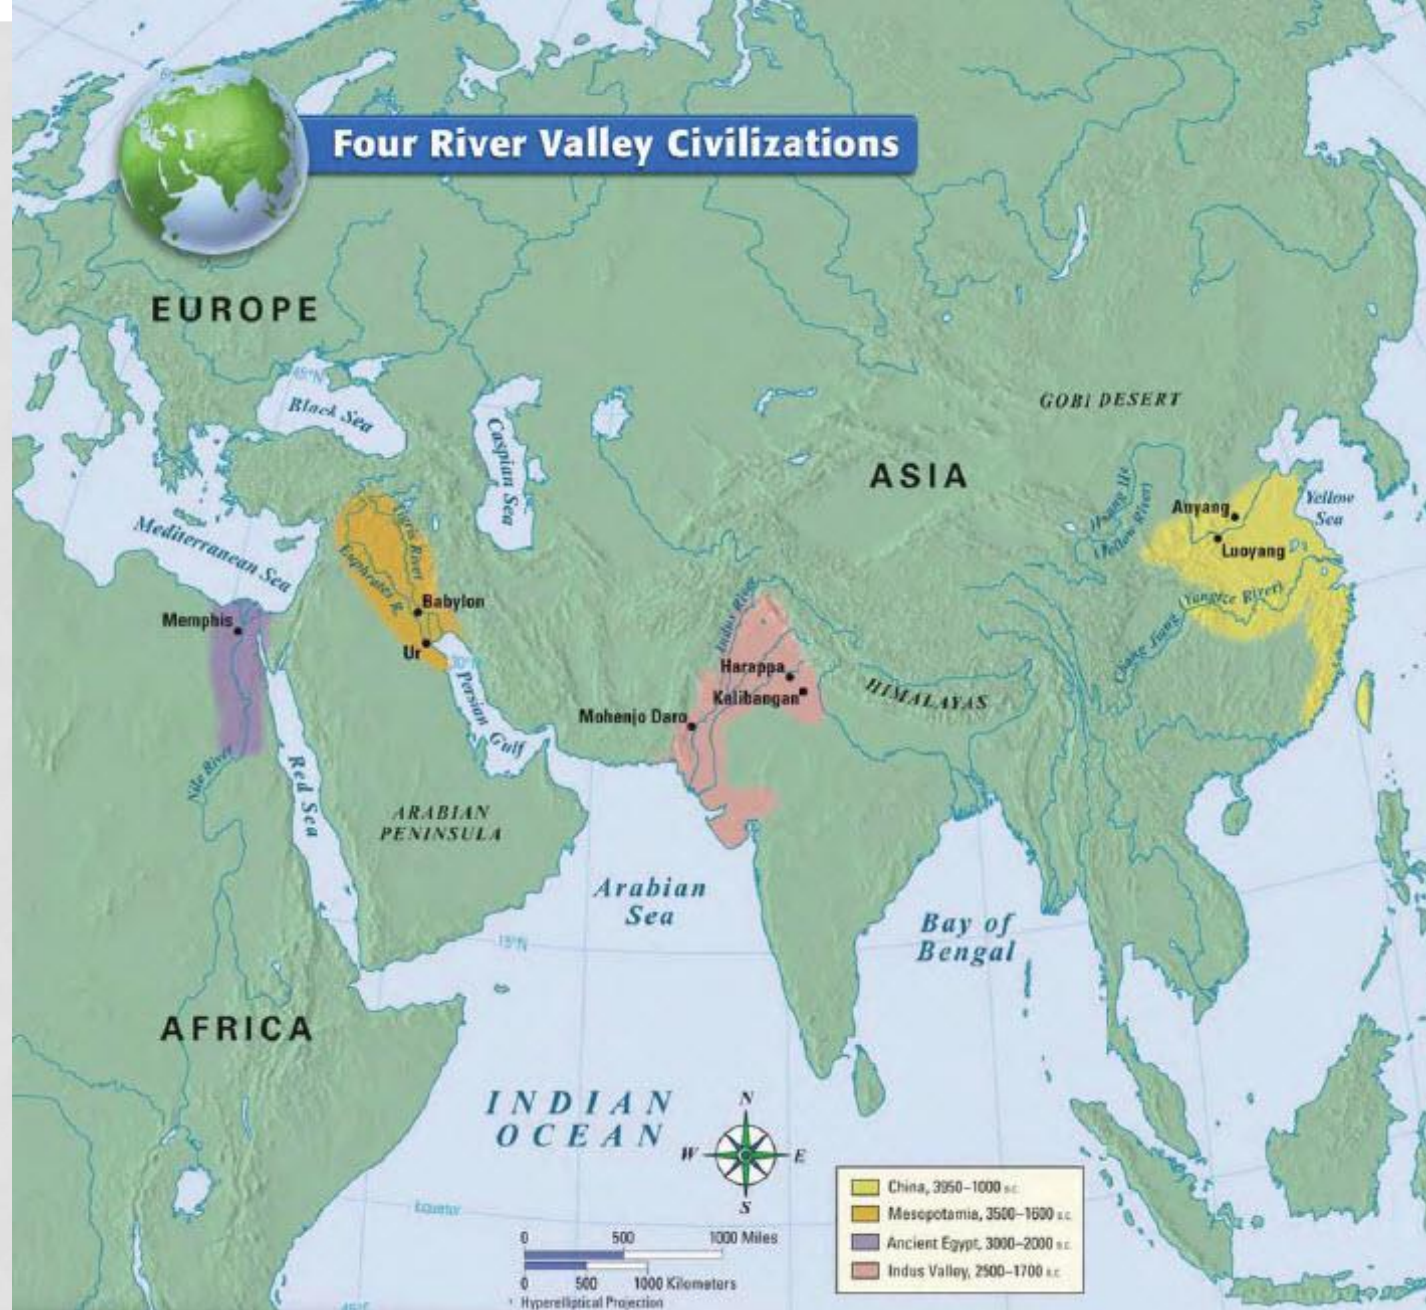 Four River Valley Civilizations
EUROPE
45°N
Black Sea
Caspian Sea
GOBI DESERT
ASIA
Huang He
(Yellow River)
Anyang
Luoyang
Yellow
Sea
Mediterranean Sea
Tigris River
Euphrates R.
Babylon
Ur
Memphis
Nile River
Red Sea
Persian Gulf
30°N
Indus River
Harappa
Kalibangan
Mohenjo Daro
HIMALAYAS
Chang Jiang
(Yangtze River)
ARABIAN
PENINSULA
Arabian
Sea
Bay of
Bengal
15°N
AFRICA
INDIAN
OCEAN
N
W
E
S
Equator
0
500
1000 Miles
0
500
1000 Kilometers
Hyperelliptical Projection
China, 3950–1000 B.C.
Mesopotamia, 3500–1600 B.C.
Ancient Egypt, 3000–2000 B.C.
Indus Valley, 2500–1700 B.C.